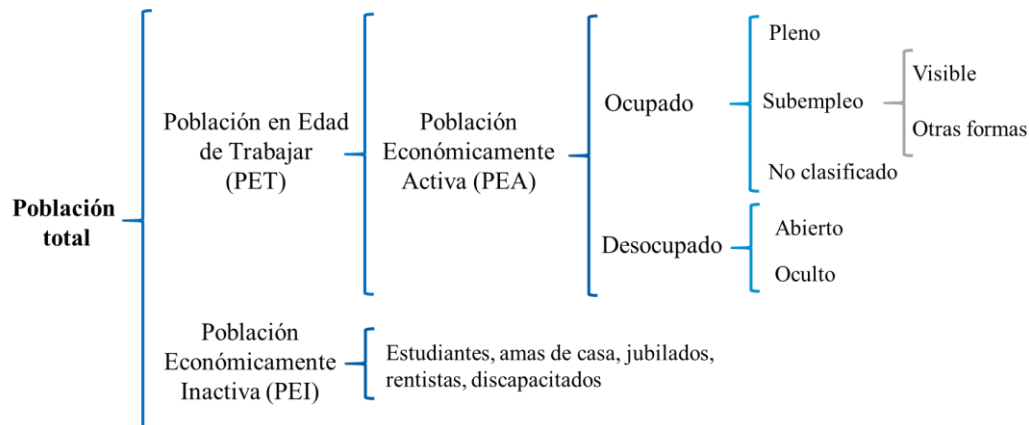 Población
total
Población en Edad
de Trabajar
(PET)
Población
Económicamente
Activa (PEA)
Ocupado
Pleno
Subempleo
Visible
Otras formas
No clasificado
Desocupado
Abierto
Oculto
Población
Económicamente
Inactiva (PEI)
Estudiantes, amas de casa, jubilados,
rentistas, discapacitados